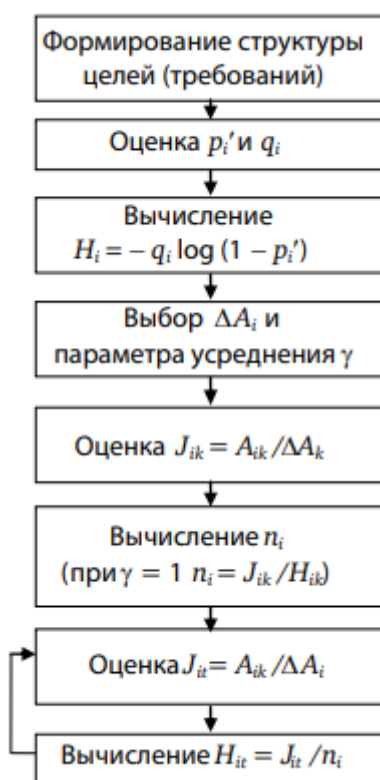 Формирование структуры
целей (требований)
Оценка pᵢ′ и qᵢ
Вычисление
Hᵢ = – qᵢ log (1 – pᵢ′)
Выбор ΔAᵢ и
параметра усреднения γ
Оценка Jᵢₖ = Aᵢₖ/ΔAₖ
Вычисление nᵢ
(при γ = 1 nᵢ = Jᵢₖ/Hᵢₖ)
Оценка Jᵢₜ = Aᵢₖ/ΔAᵢ
Вычисление Hᵢₜ = Jᵢₜ/nᵢ